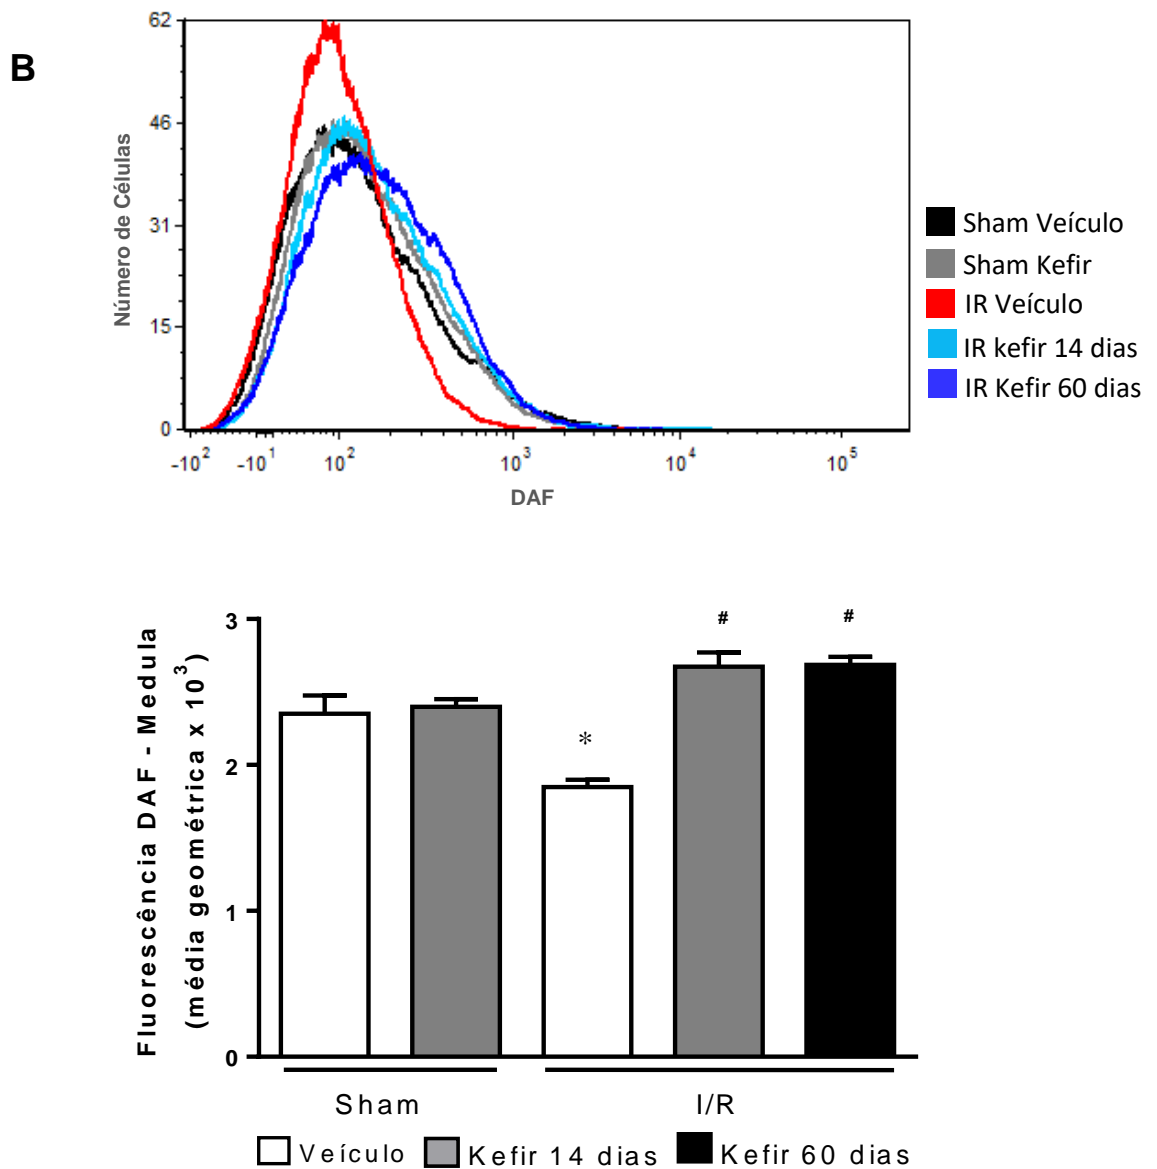 B
Número de Células
62
46
31
15
0
-10² -10¹ 10² 10³ 10⁴ 10⁵
DAF
Sham Veículo
Sham Kefir
IR Veículo
IR kefir 14 dias
IR Kefir 60 dias
Fluorescência DAF - Medula
(média geométrica x 10³)
3
2
1
0
*
#
#
Sham I/R
Veículo Kefir 14 dias Kefir 60 dias